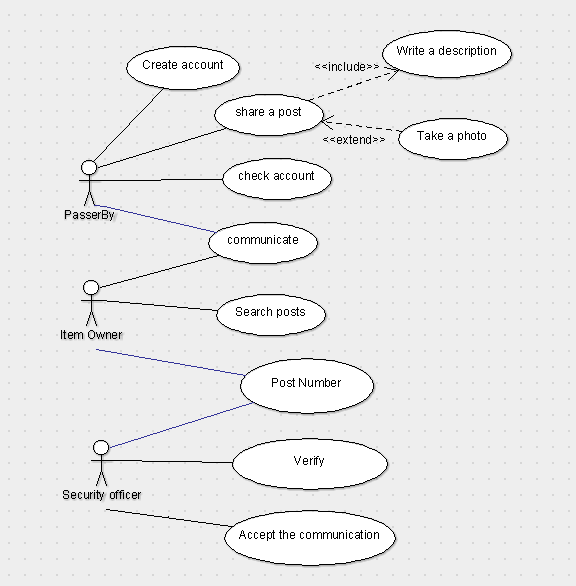 Write a description
Create account
<<include>>
share a post
Take a photo
<<extend>>
check account
PasserBy
communicate
Search posts
Item Owner
Post Number
Verify
Security officer
Accept the communication